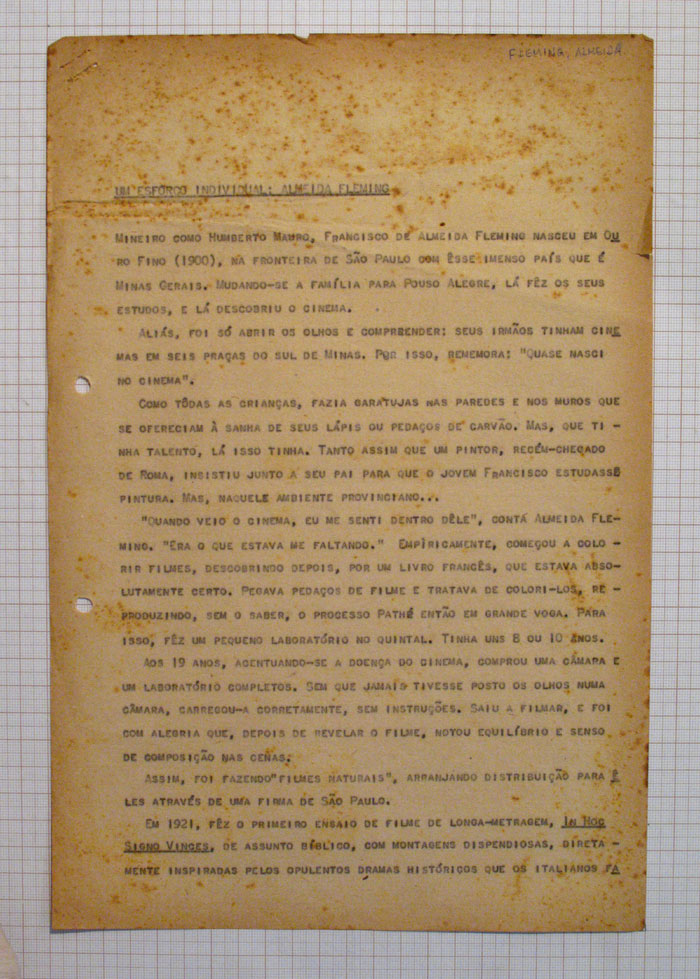 FLEMING, ALMEIDA
UM ESFORÇO INDIVIDUAL: ALMEIDA FLEMING
MINEIRO COMO HUMBERTO MAURO, FRANCISCO DE ALMEIDA FLEMING NASCEU EM OU
RO FINO (1900), NA FRONTEIRA DE SÃO PAULO COM ÊSSE IMENSO PAÍS QUE É
MINAS GERAIS. MUDANDO-SE A FAMÍLIA PARA POUSO ALEGRE, LÁ FÊZ OS SEUS
ESTUDOS, E LÁ DESCOBRIU O CINEMA.
ALIÁS, FOI SÓ ABRIR OS OLHOS E COMPREENDER: SEUS IRMÃOS TINHAM CINE
MAS EM SEIS PRAÇAS DO SUL DE MINAS. POR ISSO, REMEMORA: "QUASE NASCI
NO CINEMA".
COMO TÔDAS AS CRIANÇAS, FAZIA GARATUJAS NAS PAREDES E NOS MUROS QUE
SE OFERECIAM À SANHA DE SEUS LÁPIS OU PEDAÇOS DE CARVÃO. MAS, QUE TI-
NHA TALENTO, LÁ ISSO TINHA. TANTO ASSIM QUE UM PINTOR, RECÉM-CHEGADO
DE ROMA, INSISTIU JUNTO A SEU PAI PARA QUE O JOVEM FRANCISCO ESTUDASSE
PINTURA. MAS, NAQUELE AMBIENTE PROVINCIANO...
"QUANDO VEIO O CINEMA, EU ME SENTI DENTRO DÊLE", CONTA ALMEIDA FLE-
MING. "ERA O QUE ESTAVA ME FALTANDO." EMPÍRICAMENTE, COMEÇOU A COLO-
RIR FILMES, DESCOBRINDO DEPOIS, POR UM LIVRO FRANCÊS, QUE ESTAVA ABSO-
LUTAMENTE CERTO. PEGAVA PEDAÇOS DE FILME E TRATAVA DE COLORI-LOS, RE-
PRODUZINDO, SEM O SABER, O PROCESSO PATHÉ ENTÃO EM GRANDE VOGA. PARA
ISSO, FÊZ UM PEQUENO LABORATÓRIO NO QUINTAL. TINHA UNS 8 OU 10 ANOS.
AOS 19 ANOS, ACENTUANDO-SE A DOENÇA DO CINEMA, COMPROU UMA CÂMARA E
UM LABORATÓRIO COMPLETOS. SEM QUE JAMAIS TIVESSE POSTO OS OLHOS NUMA
CÂMARA, CARREGOU-A CORRETAMENTE, SEM INSTRUÇÕES. SAIU A FILMAR, E FOI
COM ALEGRIA QUE, DEPOIS DE REVELAR O FILME, NOTOU EQUILÍBRIO E SENSO
DE COMPOSIÇÃO NAS CENAS.
ASSIM, FOI FAZENDO "FILMES NATURAIS", ARRANJANDO DISTRIBUIÇÃO PARA Ê
LES ATRAVÉS DE UMA FIRMA DE SÃO PAULO.
EM 1921, FÊZ O PRIMEIRO ENSAIO DE FILME DE LONGA-METRAGEM, IN HOC
SIGNO VINCES, DE ASSUNTO BÍBLICO, COM MONTAGENS DISPENDIOSAS, DIRETA-
MENTE INSPIRADAS PELOS OPULENTOS DRAMAS HISTÓRICOS QUE OS ITALIANOS FA